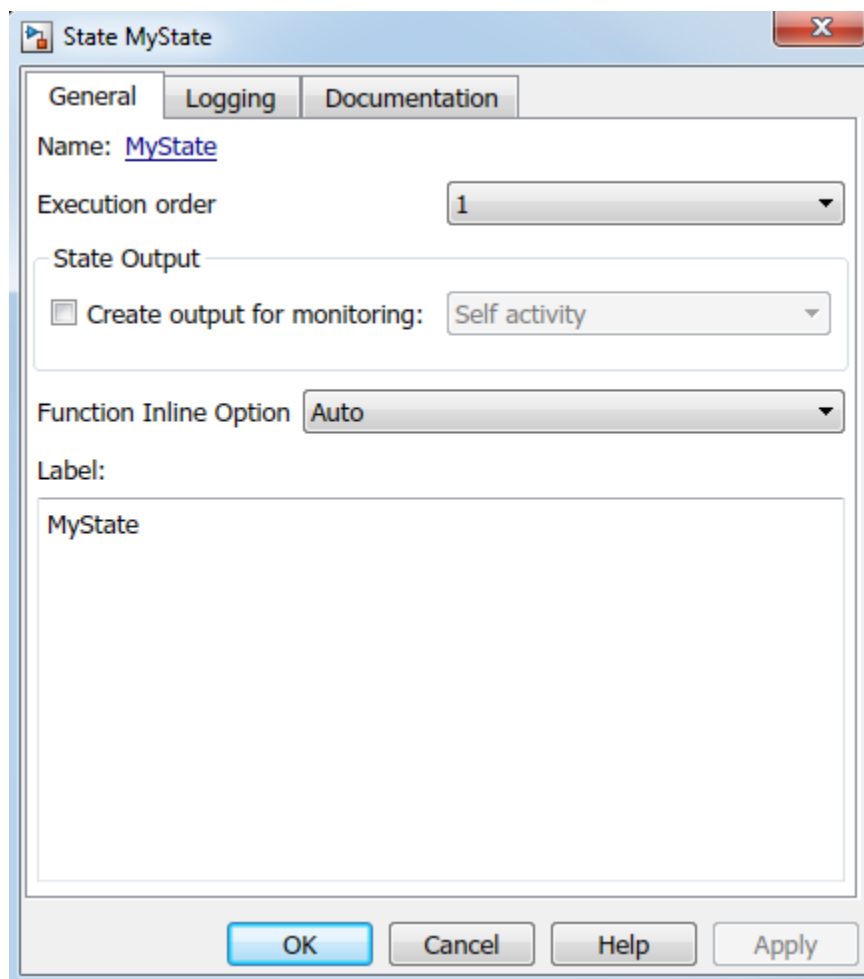 State MyState
General Logging Documentation
Name: MyState
Execution order 1
State Output
Create output for monitoring: Self activity
Function Inline Option Auto
Label:
MyState
OK Cancel Help Apply